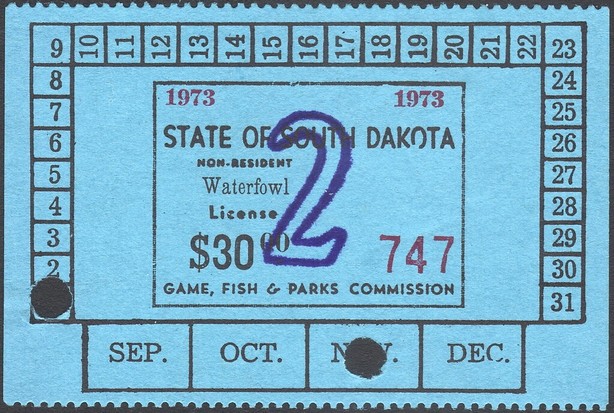 9 10 11 12 13 14 15 16 17 18 19 20 21 22 23
8 24
7 25
6 26
5 27
4 28
3 29
2 30
31
1973 1973
STATE OF SOUTH DAKOTA
NON-RESIDENT
Waterfowl
License
$30 00
747
2
GAME, FISH & PARKS COMMISSION
SEP. OCT. NOV. DEC.